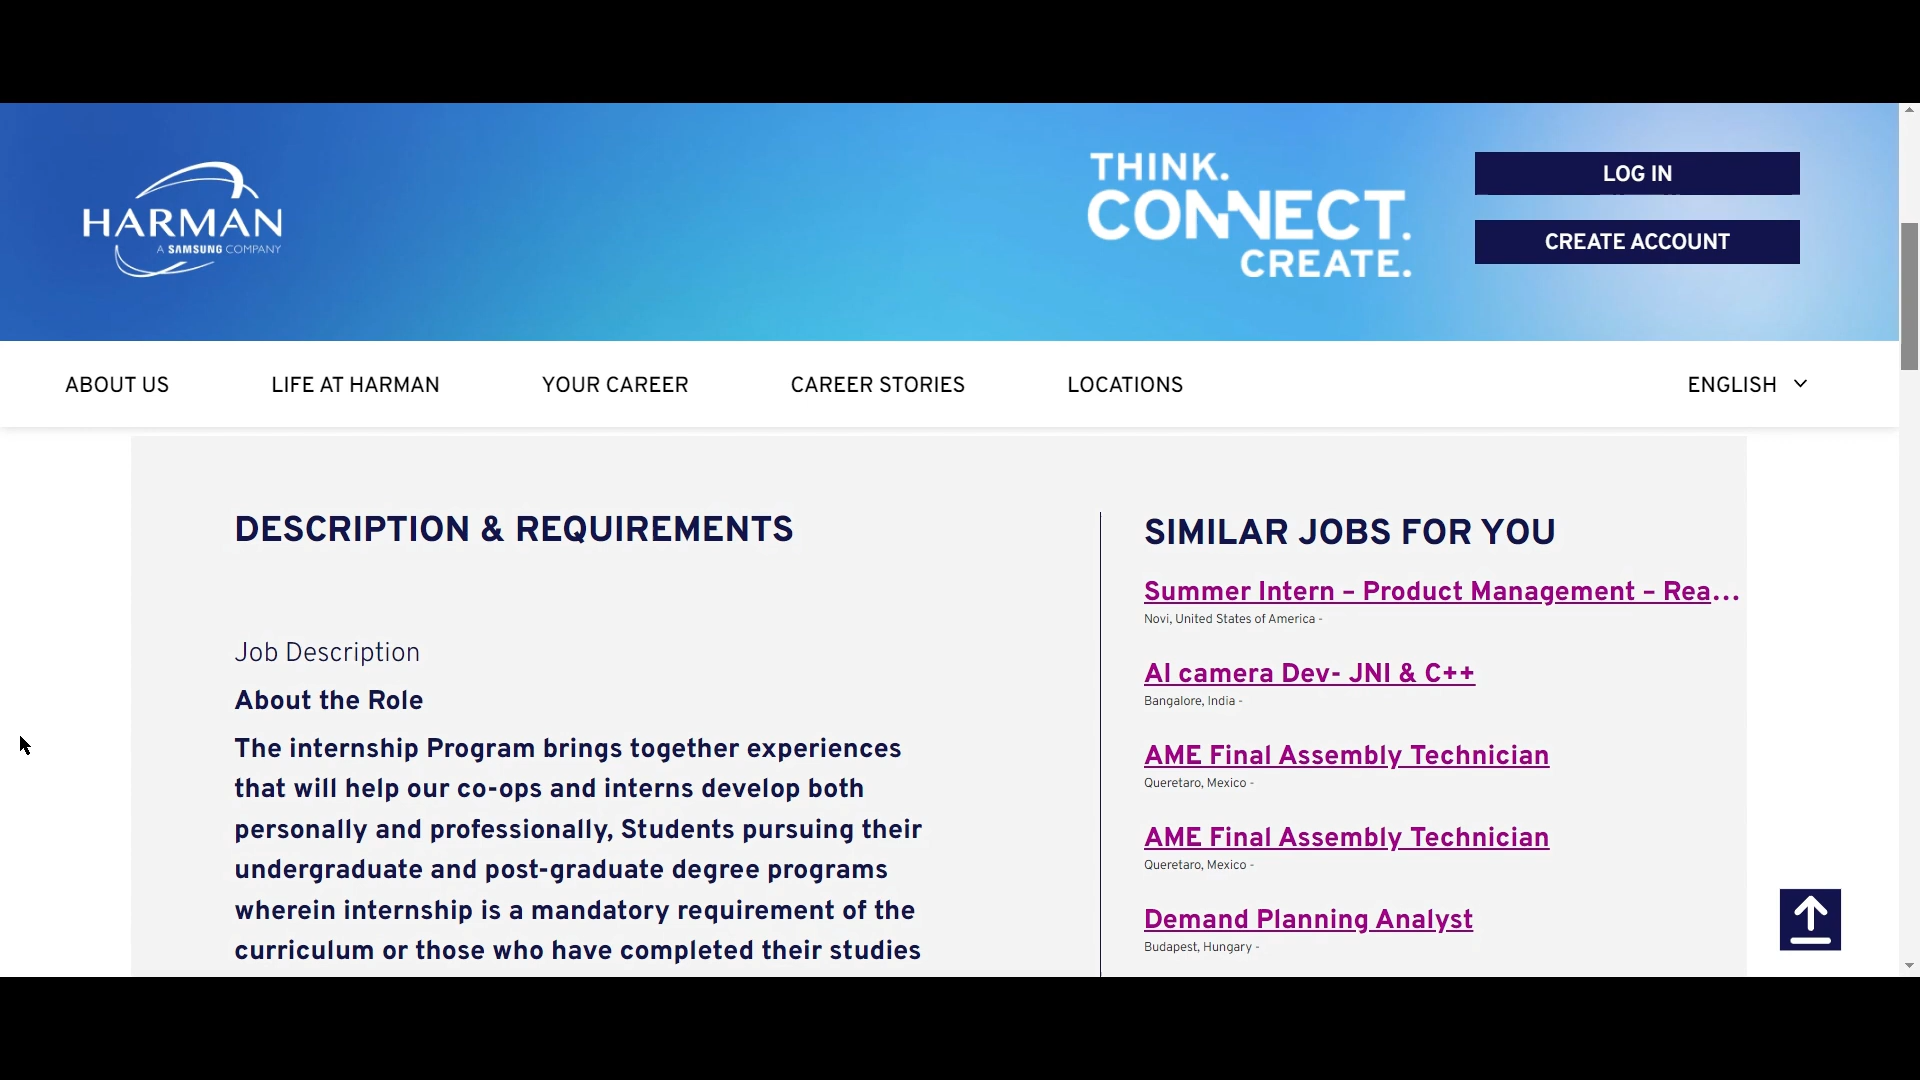 HARMAN
A SAMSUNG COMPANY
THINK.
CONNECT.
CREATE.
LOG IN
CREATE ACCOUNT
ABOUT US
LIFE AT HARMAN
YOUR CAREER
CAREER STORIES
LOCATIONS
ENGLISH
DESCRIPTION & REQUIREMENTS
Job Description
About the Role
The internship Program brings together experiences
that will help our co-ops and interns develop both
personally and professionally, Students pursuing their
undergraduate and post-graduate degree programs
wherein internship is a mandatory requirement of the
curriculum or those who have completed their studies
SIMILAR JOBS FOR YOU
Summer Intern – Product Management – Rea...
Novi, United States of America -
AI camera Dev- JNI & C++
Bangalore, India -
AME Final Assembly Technician
Queretaro, Mexico -
AME Final Assembly Technician
Queretaro, Mexico -
Demand Planning Analyst
Budapest, Hungary -